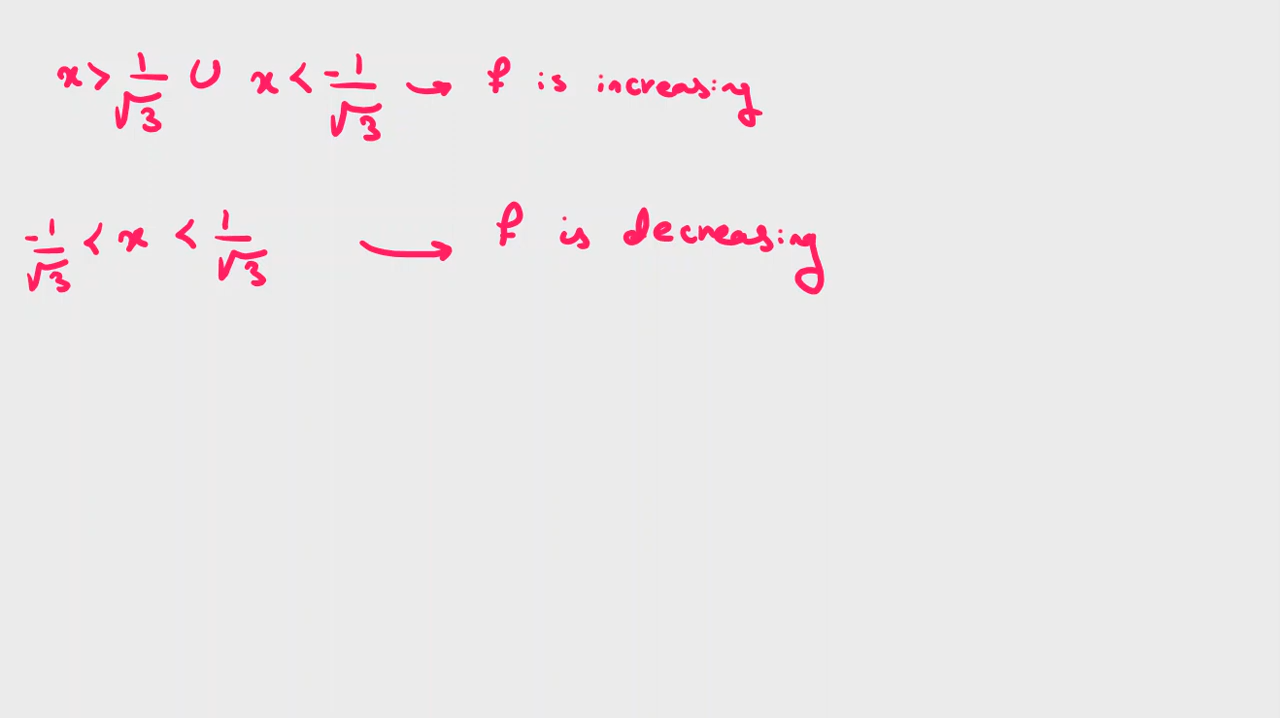 x > 1/√3 ∪ x < -1/√3 → f is increasing
-1/√3 < x < 1/√3 → f is decreasing